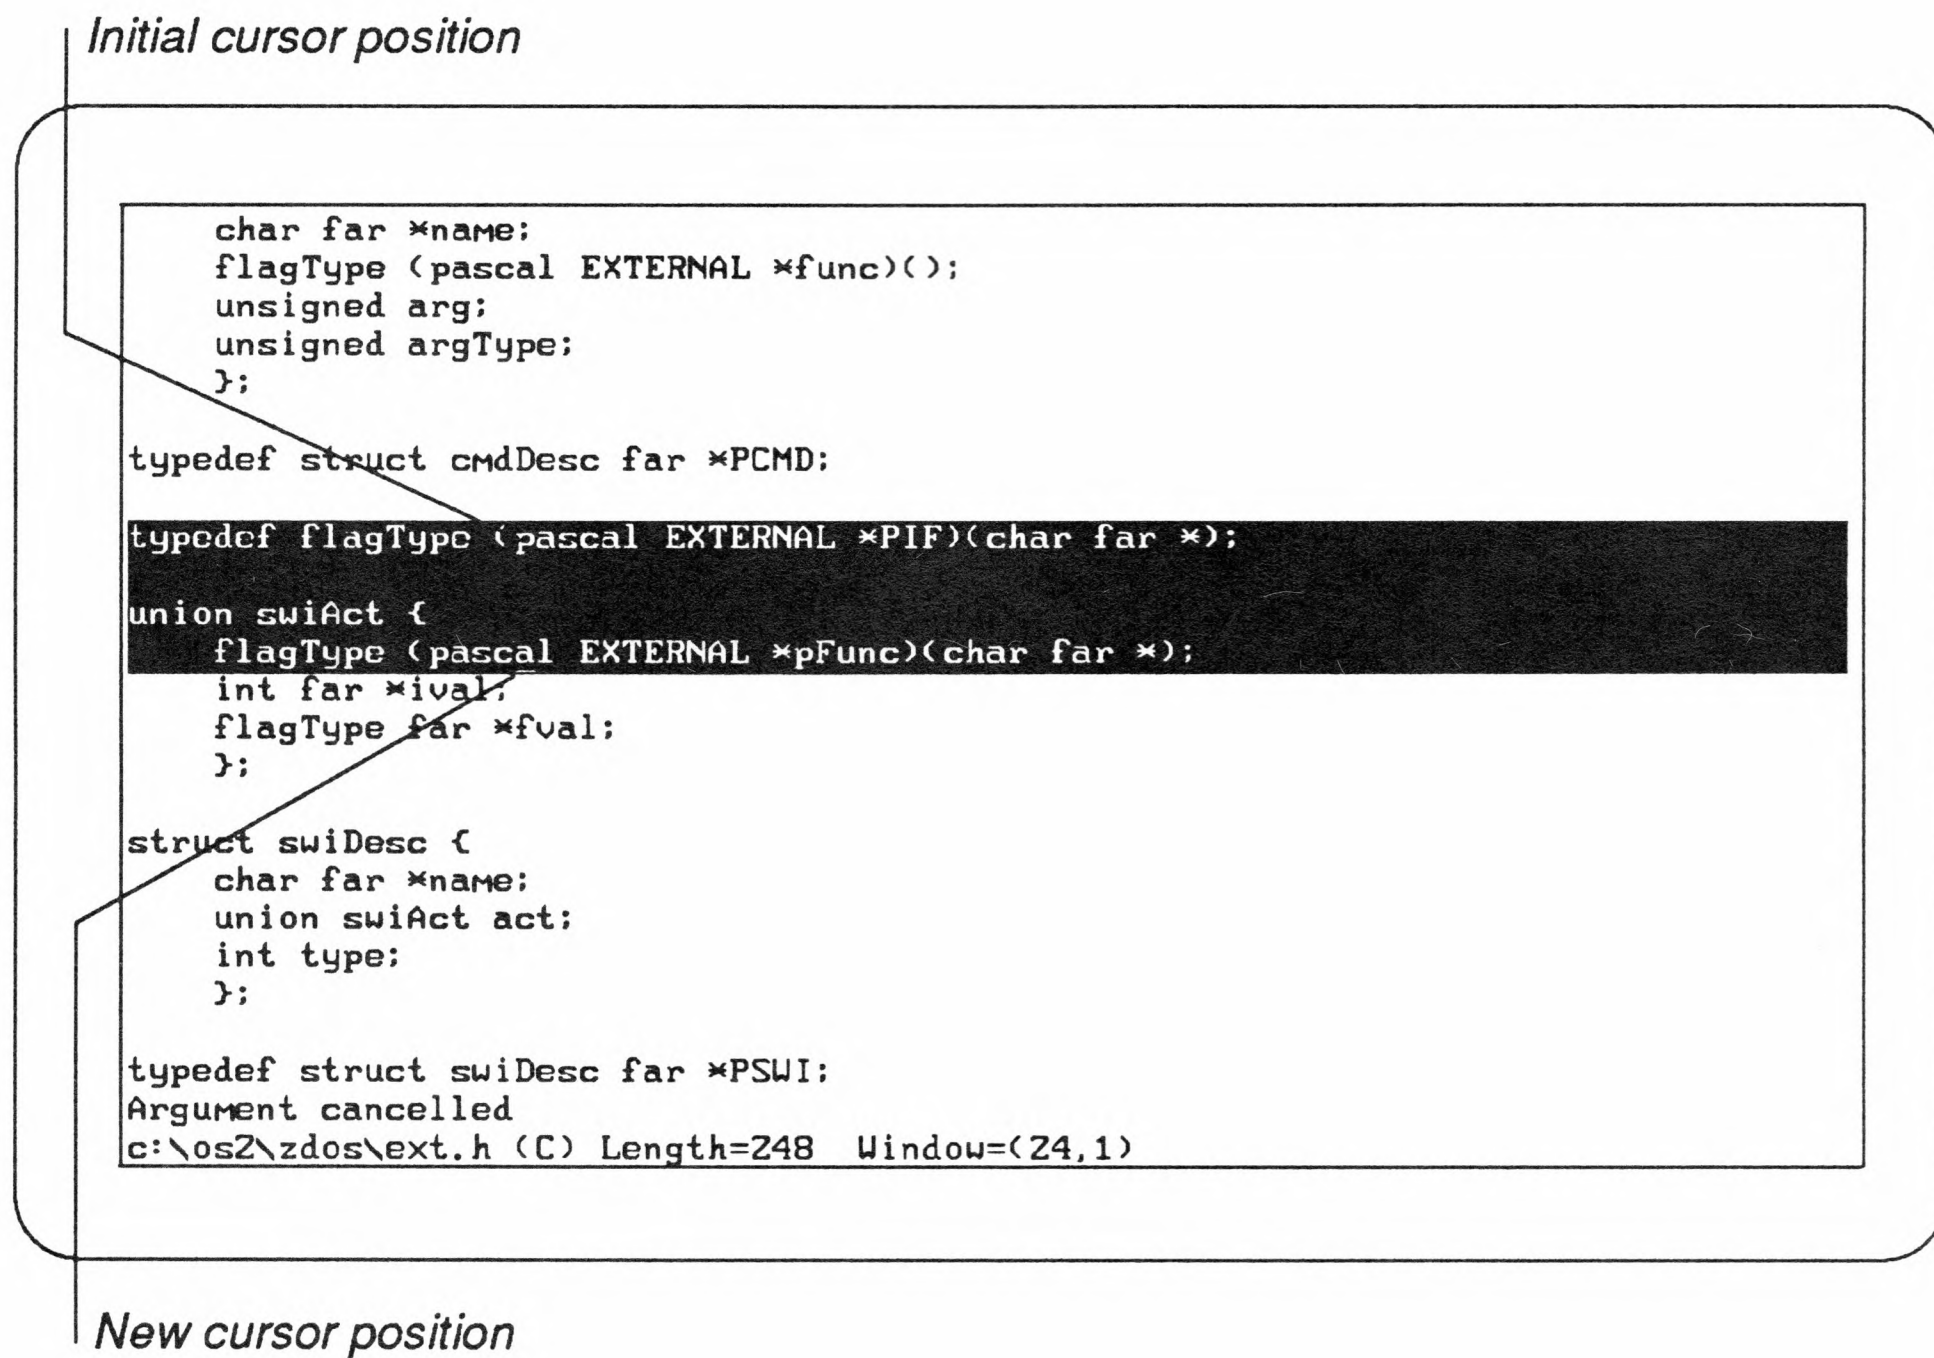 Initial cursor position
char far *name;
flagType (pascal EXTERNAL *func)();
unsigned arg;
unsigned argType;
};
typedef struct cmdDesc far *PCMD;
typedef flagType (pascal EXTERNAL *PIF)(char far *);
union swiAct {
flagType (pascal EXTERNAL *pFunc)(char far *);
int far *ival;
flagType far *fval;
};
struct swiDesc {
char far *name;
union swiAct act;
int type;
};
typedef struct swiDesc far *PSWI;
Argument cancelled
c:\os2\zdos\ext.h (C) Length=248  Window=(24,1)
New cursor position